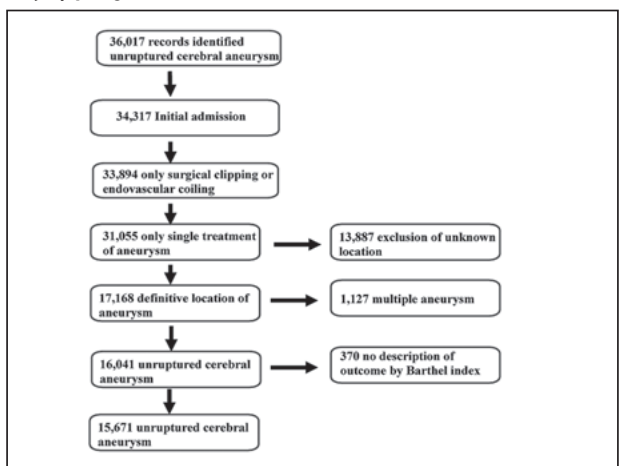 36,017 records identified
unruptured cerebral aneurysm
34,317 Initial admission
33,894 only surgical clipping or
endovascular coiling
31,055 only single treatment
of aneurysm
13,887 exclusion of unknown
location
17,168 definitive location of
aneurysm
1,127 multiple aneurysm
16,041 unruptured cerebral
aneurysm
370 no description of
outcome by Barthel index
15,671 unruptured cerebral
aneurysm